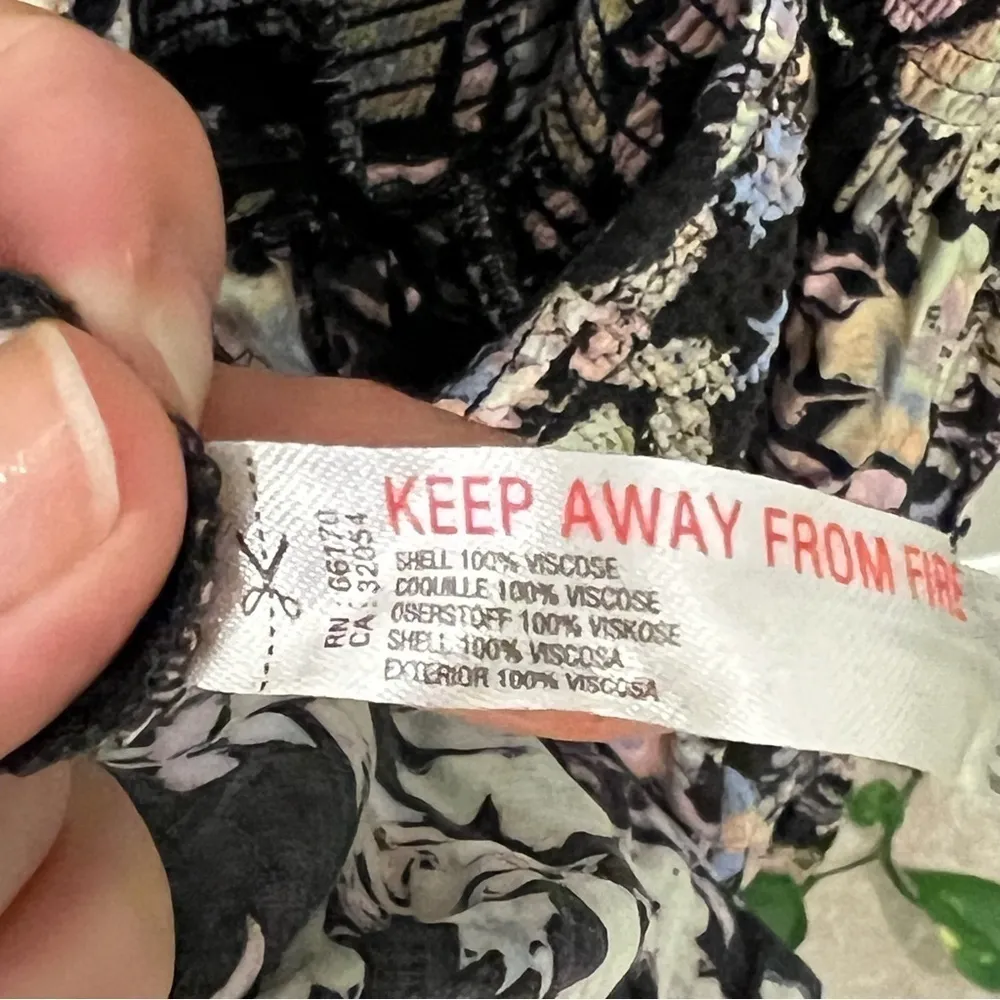 KEEP AWAY FROM FIRE
SHELL 100% VISCOSE
COQUILLE 100% VISCOSE
OSERSTOFF 100% VISKOSE
SHELL 100% VISCOSA
EXTERIOR 100% VISCOSA
RN : 66170
CA : 32054